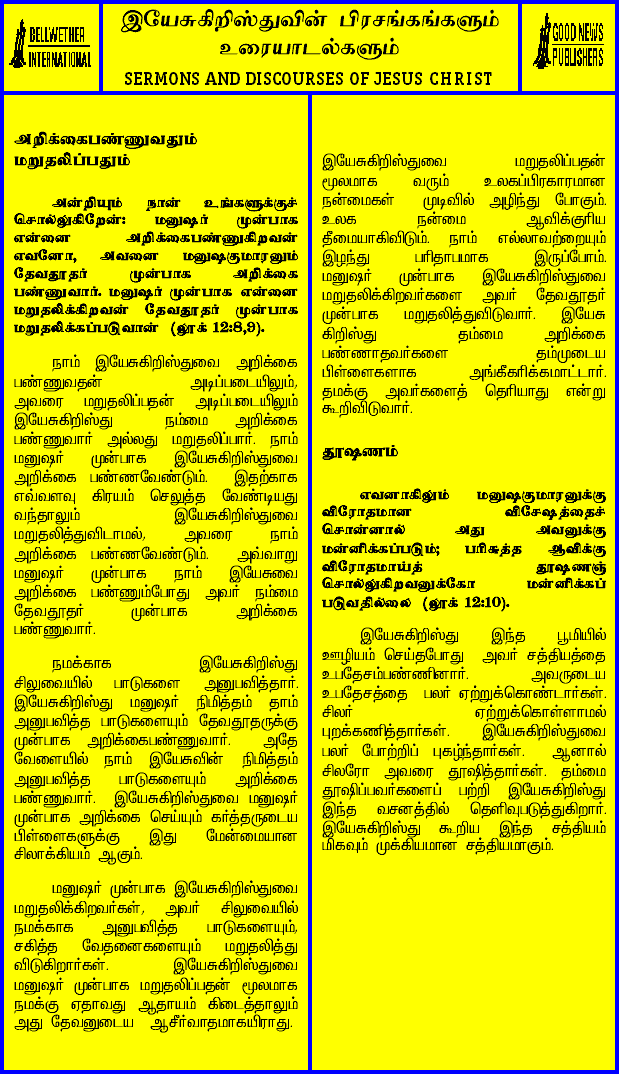 BELLWETHER
INTERNATIONAL
இயேசுகிறிஸ்துவின் பிரசங்கங்களும்
உரையாடல்களும்
SERMONS AND DISCOURSES OF JESUS CHRIST
GOOD NEWS
PUBLISHERS
அறிக்கைபண்ணுவதும்
மறுதலிப்பதும்
அன்றியும் நான் உங்களுக்குச்
சொல்லுகிறேன்: மனுஷர் முன்பாக
என்னை அறிக்கைபண்ணுகிறவன்
எவனோ, அவனை மனுஷகுமாரனும்
தேவதூதர் முன்பாக அறிக்கை
பண்ணுவார். மனுஷர் முன்பாக என்னை
மறுதலிக்கிறவன் தேவதூதர் முன்பாக
மறுதலிக்கப்படுவான் (லூக் 12:8,9).
நாம் இயேசுகிறிஸ்துவை அறிக்கை
பண்ணுவதன் அடிப்படையிலும்,
அவரை மறுதலிப்பதன் அடிப்படையிலும்
இயேசுகிறிஸ்து நம்மை அறிக்கை
பண்ணுவார் அல்லது மறுதலிப்பார். நாம்
மனுஷர் முன்பாக இயேசுகிறிஸ்துவை
அறிக்கை பண்ணவேண்டும். இதற்காக
எவ்வளவு கிரயம் செலுத்த வேண்டியது
வந்தாலும் இயேசுகிறிஸ்துவை
மறுதலித்துவிடாமல், அவரை நாம்
அறிக்கை பண்ணவேண்டும். அவ்வாறு
மனுஷர் முன்பாக நாம் இயேசுவை
அறிக்கை பண்ணும்போது அவர் நம்மை
தேவதூதர் முன்பாக அறிக்கை
பண்ணுவார்.
நமக்காக இயேசுகிறிஸ்து
சிலுவையில் பாடுகளை அனுபவித்தார்.
இயேசுகிறிஸ்து மனுஷர் நிமித்தம் தாம்
அனுபவித்த பாடுகளையும் தேவதூதருக்கு
முன்பாக அறிக்கைபண்ணுவார். அதே
வேளையில் நாம் இயேசுவின் நிமித்தம்
அனுபவித்த பாடுகளையும் அறிக்கை
பண்ணுவார். இயேசுகிறிஸ்துவை மனுஷர்
முன்பாக அறிக்கை செய்யும் கர்த்தருடைய
பிள்ளைகளுக்கு இது மேன்மையான
சிலாக்கியம் ஆகும்.
மனுஷர் முன்பாக இயேசுகிறிஸ்துவை
மறுதலிக்கிறவர்கள், அவர் சிலுவையில்
நமக்காக அனுபவித்த பாடுகளையும்,
சகித்த வேதனைகளையும் மறுதலித்து
விடுகிறார்கள். இயேசுகிறிஸ்துவை
மனுஷர் முன்பாக மறுதலிப்பதன் மூலமாக
நமக்கு ஏதாவது ஆதாயம் கிடைத்தாலும்
அது தேவனுடைய ஆசீர்வாதமாகயிராது.
இயேசுகிறிஸ்துவை மறுதலிப்பதன்
மூலமாக வரும் உலகப்பிரகாரமான
நன்மைகள் முடிவில் அழிந்து போகும்.
உலக நன்மை ஆவிக்குரிய
தீமையாகிவிடும். நாம் எல்லாவற்றையும்
இழந்து பரிதாபமாக இருப்போம்.
மனுஷர் முன்பாக இயேசுகிறிஸ்துவை
மறுதலிக்கிறவர்களை அவர் தேவதூதர்
முன்பாக மறுதலித்துவிடுவார். இயேசு
கிறிஸ்து தம்மை அறிக்கை
பண்ணாதவர்களை தம்முடைய
பிள்ளைகளாக அங்கீகரிக்கமாட்டார்.
தமக்கு அவர்களைத் தெரியாது என்று
கூறிவிடுவார்.
தூஷணம்
எவனாகிலும் மனுஷகுமாரனுக்கு
விரோதமான விசேஷத்தைச்
சொன்னால் அது அவனுக்கு
மன்னிக்கப்படும்; பரிசுத்த ஆவிக்கு
விரோதமாய்த் தூஷணஞ்
சொல்லுகிறவனுக்கோ மன்னிக்கப்
படுவதில்லை (லூக் 12:10).
இயேசுகிறிஸ்து இந்த பூமியில்
ஊழியம் செய்தபோது அவர் சத்தியத்தை
உபதேசம்பண்ணினார். அவருடைய
உபதேசத்தை பலர் ஏற்றுக்கொண்டார்கள்.
சிலர் ஏற்றுக்கொள்ளாமல்
புறக்கணித்தார்கள். இயேசுகிறிஸ்துவை
பலர் போற்றிப் புகழ்ந்தார்கள். ஆனால்
சிலரோ அவரை தூஷித்தார்கள். தம்மை
தூஷிப்பவர்களைப் பற்றி இயேசுகிறிஸ்து
இந்த வசனத்தில் தெளிவுபடுத்துகிறார்.
இயேசுகிறிஸ்து கூறிய இந்த சத்தியம்
மிகவும் முக்கியமான சத்தியமாகும்.